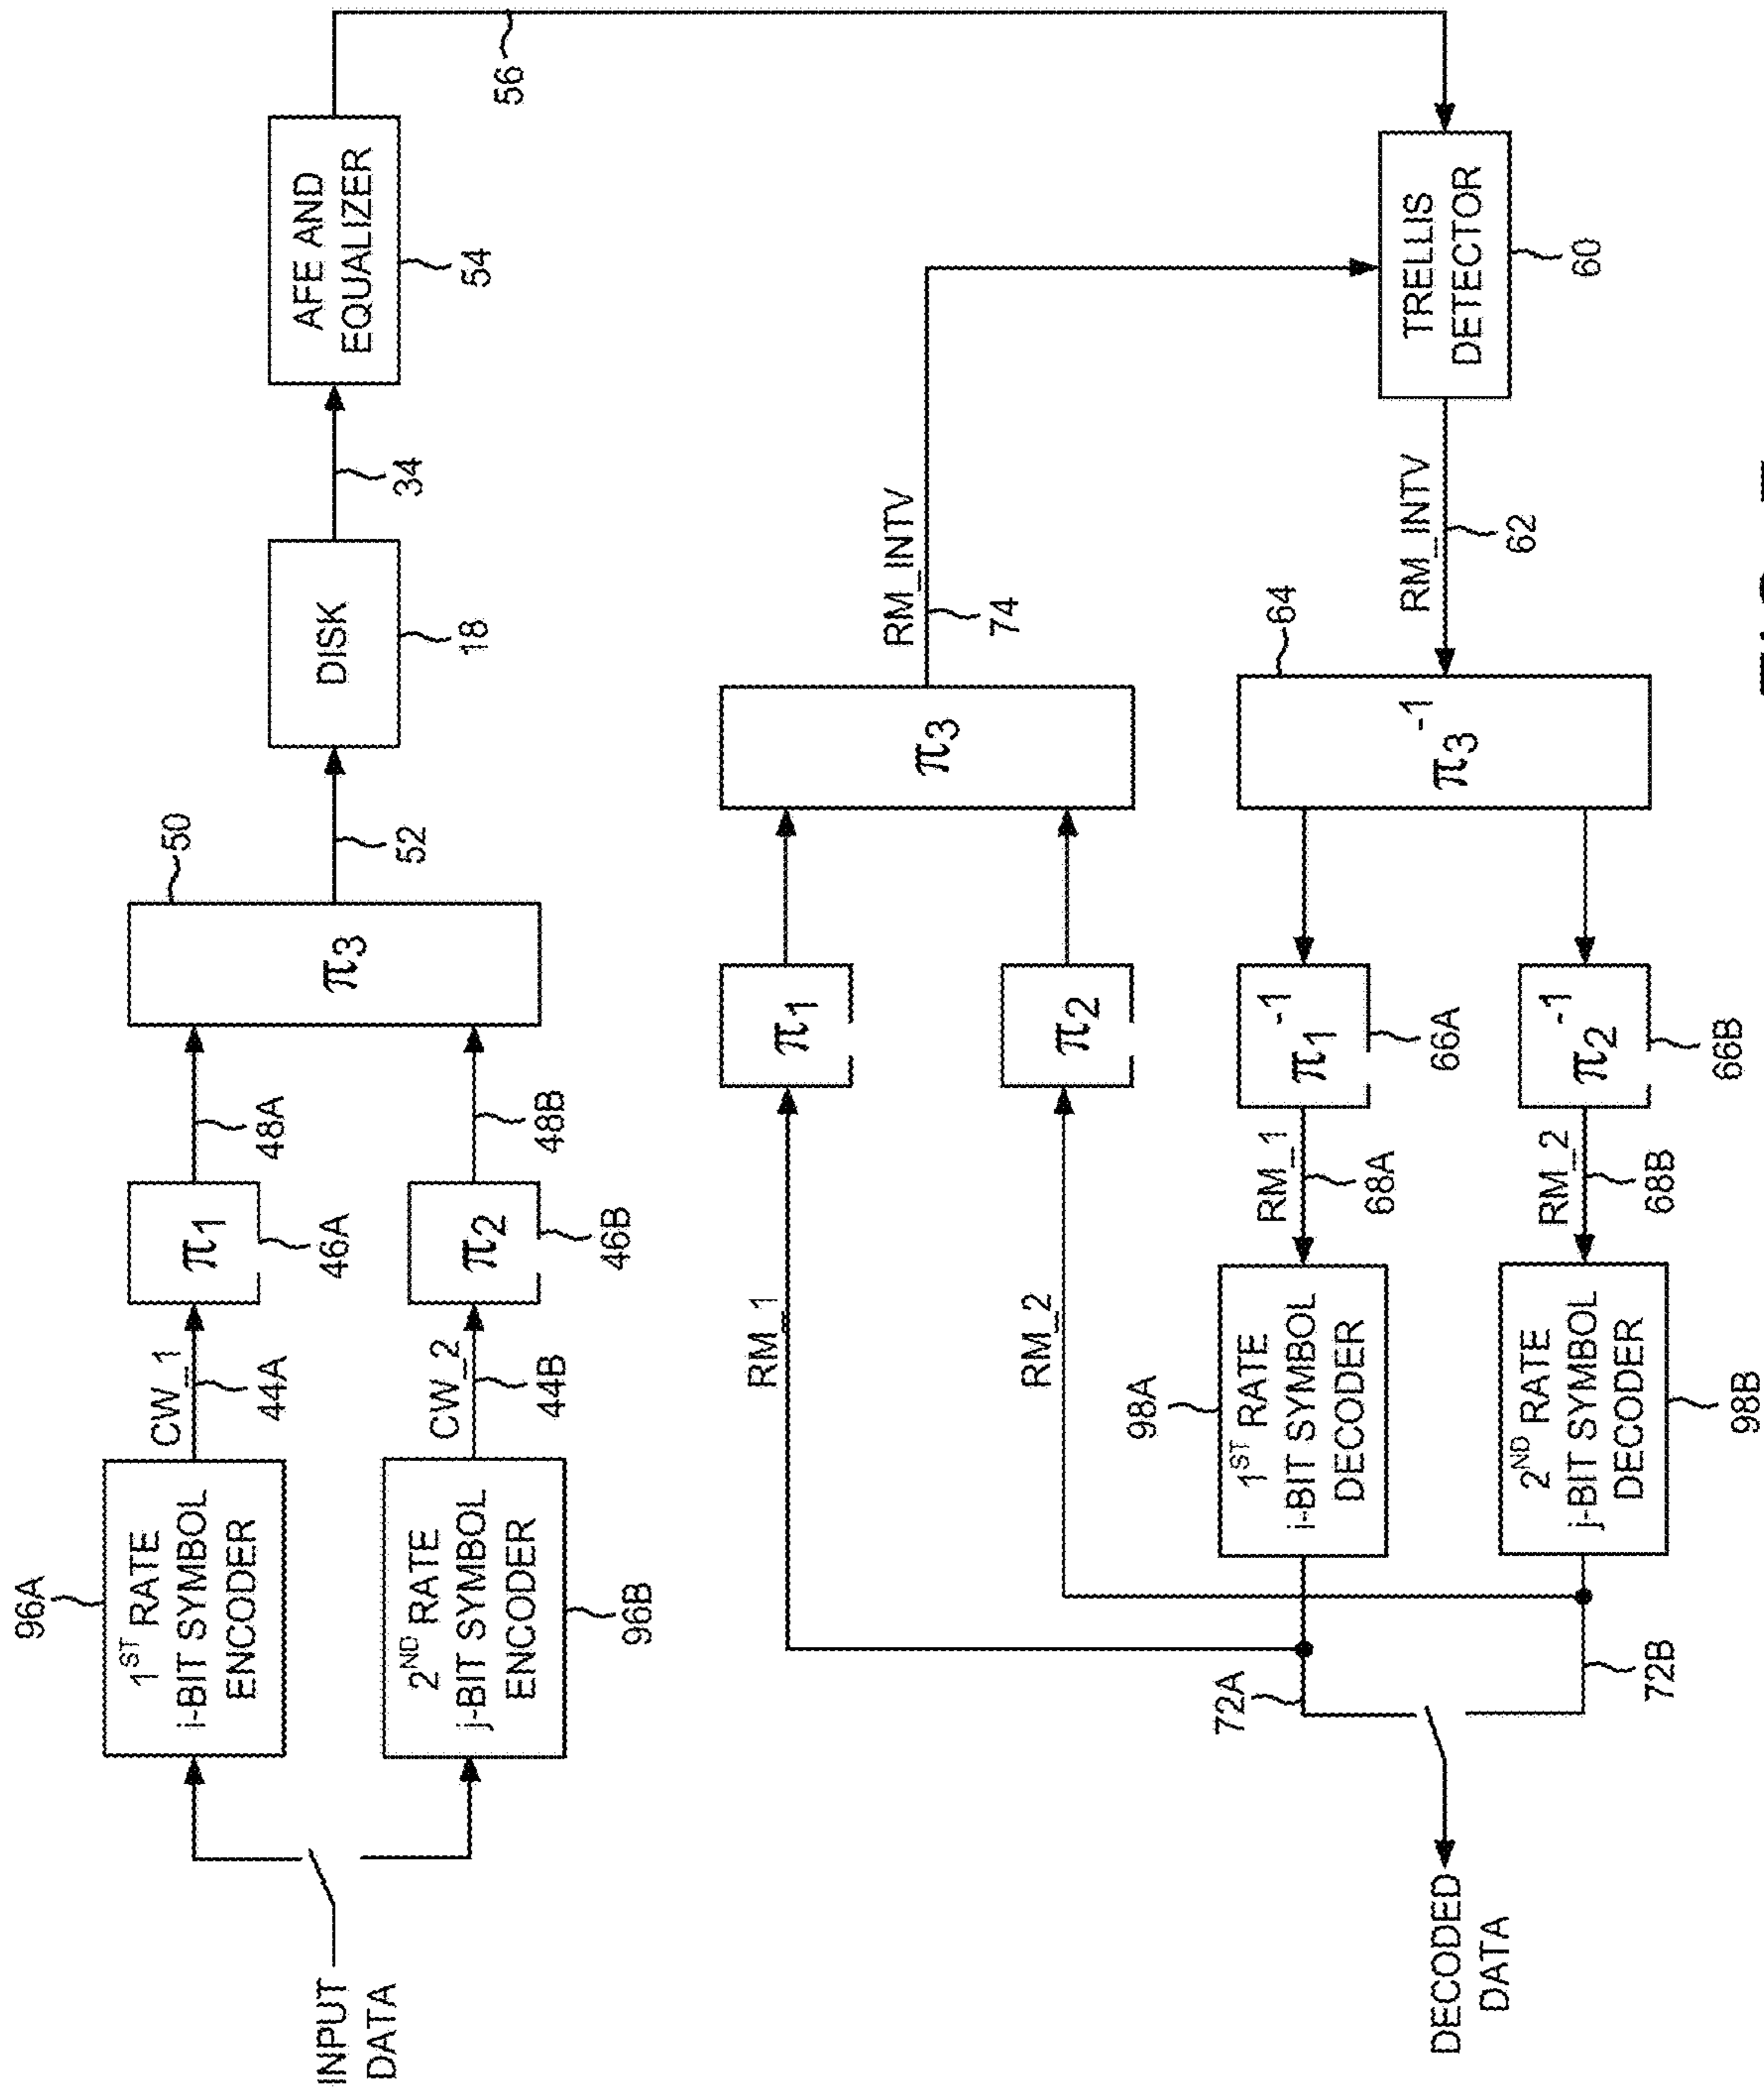 INPUT
DATA
96A
1ST RATE
i-BIT SYMBOL
ENCODER
2ND RATE
j-BIT SYMBOL
ENCODER
96B
CW_1
44A
CW_2
44B
π1
46A
π2
46B
48A
48B
50
π3
52
DISK
18
34
AFE AND
EQUALIZER
54
56
RM_1
RM_2
π1
π2
π3
RM_INTV
74
TRELLIS
DETECTOR
60
RM_INTV
62
64
π3-1
π1-1
66A
π2-1
66B
RM_1
68A
RM_2
68B
98A
1ST RATE
i-BIT SYMBOL
DECODER
2ND RATE
j-BIT SYMBOL
DECODER
98B
72A
72B
DECODED
DATA